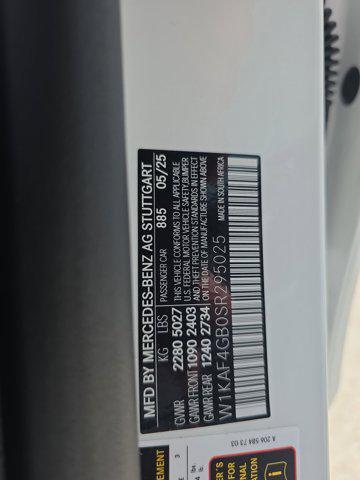 MFD BY MERCEDES-BENZ AG STUTTGART
PASSENGER CAR 885 05/25
KG LBS
GVWR 2280 5027
GAWR FRONT 1090 2403
GAWR REAR 1240 2734
THIS VEHICLE CONFORMS TO ALL APPLICABLE
U.S. FEDERAL MOTOR VEHICLE SAFETY, BUMPER
AND THEFT PREVENTION STANDARDS IN EFFECT
ON THE DATE OF MANUFACTURE SHOWN ABOVE
MADE IN SOUTH AFRICA
W1KAF4GB0SR295025
A 206 584 73 03